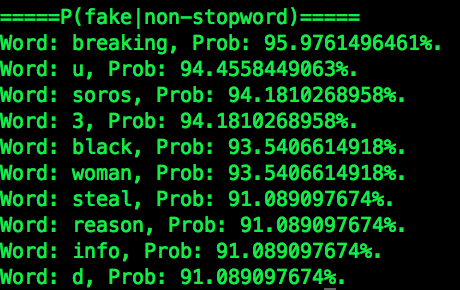 =====P(fake|non-stopword)=====
Word: breaking, Prob: 95.9761496461%.
Word: u, Prob: 94.4558449063%.
Word: soros, Prob: 94.1810268958%.
Word: 3, Prob: 94.1810268958%.
Word: black, Prob: 93.5406614918%.
Word: woman, Prob: 93.5406614918%.
Word: steal, Prob: 91.089097674%.
Word: reason, Prob: 91.089097674%.
Word: info, Prob: 91.089097674%.
Word: d, Prob: 91.089097674%.